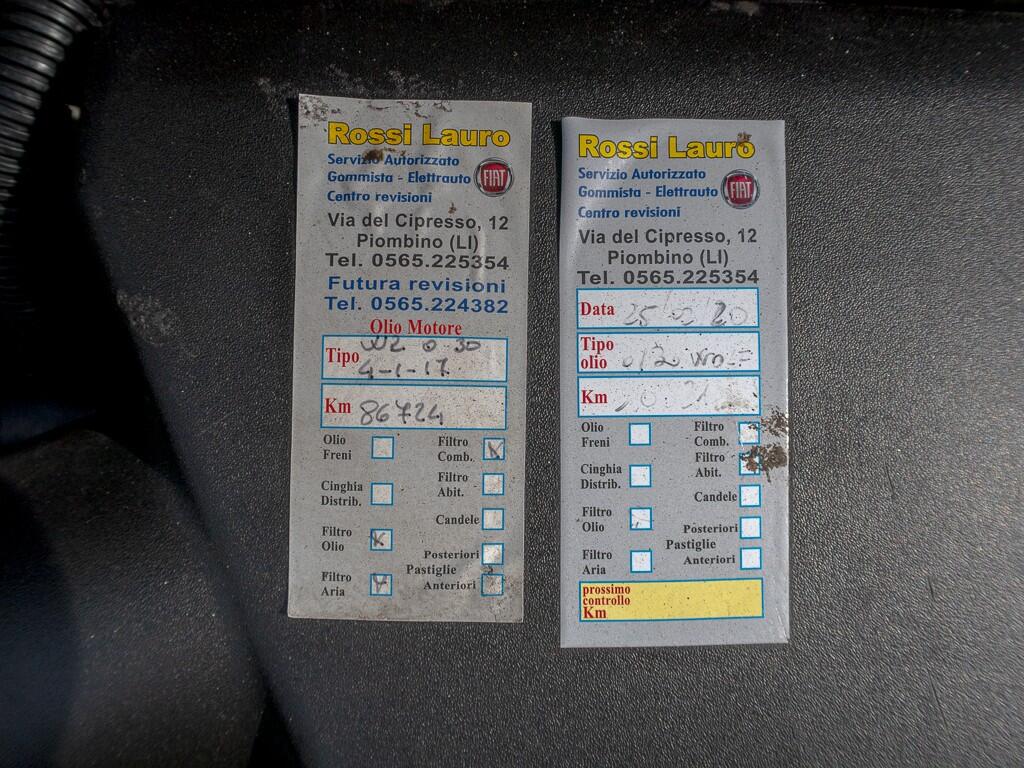 Rossi Lauro
Servizio Autorizzato
Gommista - Elettrauto
FIAT
Centro revisioni
Via del Cipresso, 12
Piombino (LI)
Tel. 0565.225354
Futura revisioni
Tel. 0565.224382
Olio Motore
Tipo 0 30
4-1-17
Km 86724
Olio Freni
Filtro Comb.
Cinghia Distrib.
Filtro Abit.
Candele
Filtro Olio
Posteriori
Pastiglie
Filtro Aria
Anteriori
Rossi Lauro
Servizio Autorizzato
Gommista - Elettrauto
FIAT
Centro revisioni
Via del Cipresso, 12
Piombino (LI)
Tel. 0565.225354
Data 25 20
Tipo
olio
Km
Olio Freni
Filtro Comb.
Cinghia Distrib.
Filtro Abit.
Candele
Filtro Olio
Posteriori
Pastiglie
Filtro Aria
Anteriori
prossimo
controllo
Km